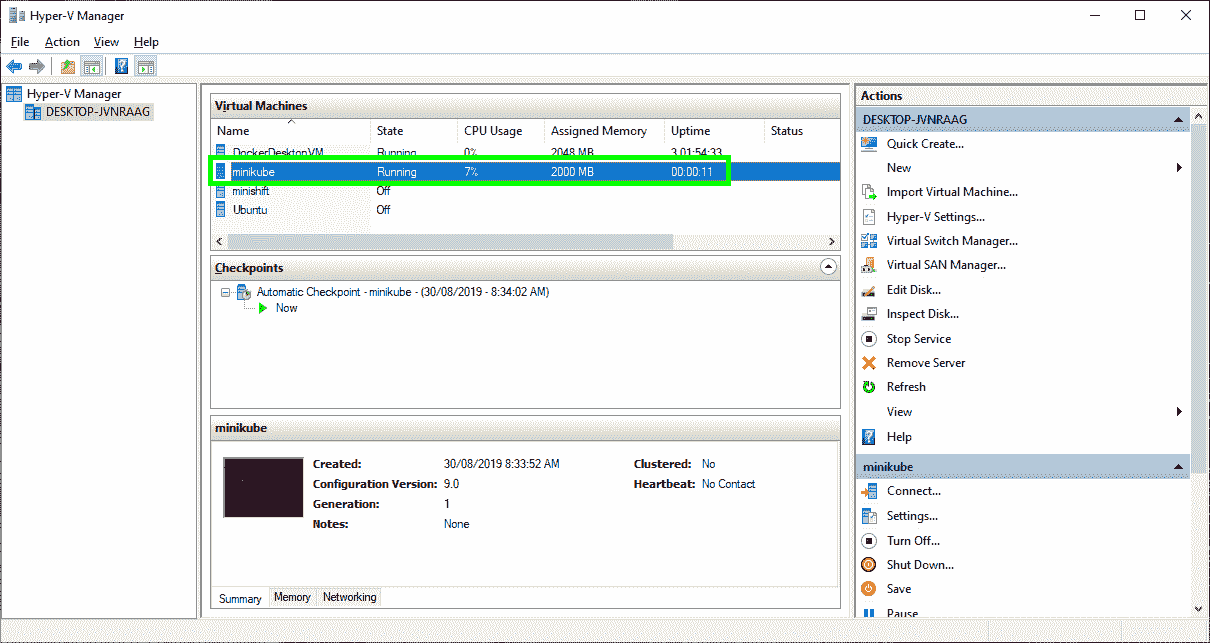 Hyper-V Manager
File Action View Help
Hyper-V Manager
DESKTOP-JVNRAAG
Virtual Machines
Name State CPU Usage Assigned Memory Uptime Status
DockerDesktopVM Running 0% 2048 MB 3.01:54:33
minikube Running 7% 2000 MB 00:00:11
minishift Off
Ubuntu Off
Checkpoints
Automatic Checkpoint - minikube - (30/08/2019 - 8:34:02 AM)
Now
minikube
Created: 30/08/2019 8:33:52 AM Clustered: No
Configuration Version: 9.0 Heartbeat: No Contact
Generation: 1
Notes: None
Summary Memory Networking
Actions
DESKTOP-JVNRAAG
Quick Create...
New
Import Virtual Machine...
Hyper-V Settings...
Virtual Switch Manager...
Virtual SAN Manager...
Edit Disk...
Inspect Disk...
Stop Service
Remove Server
Refresh
View
Help
minikube
Connect...
Settings...
Turn Off...
Shut Down...
Save
Pause